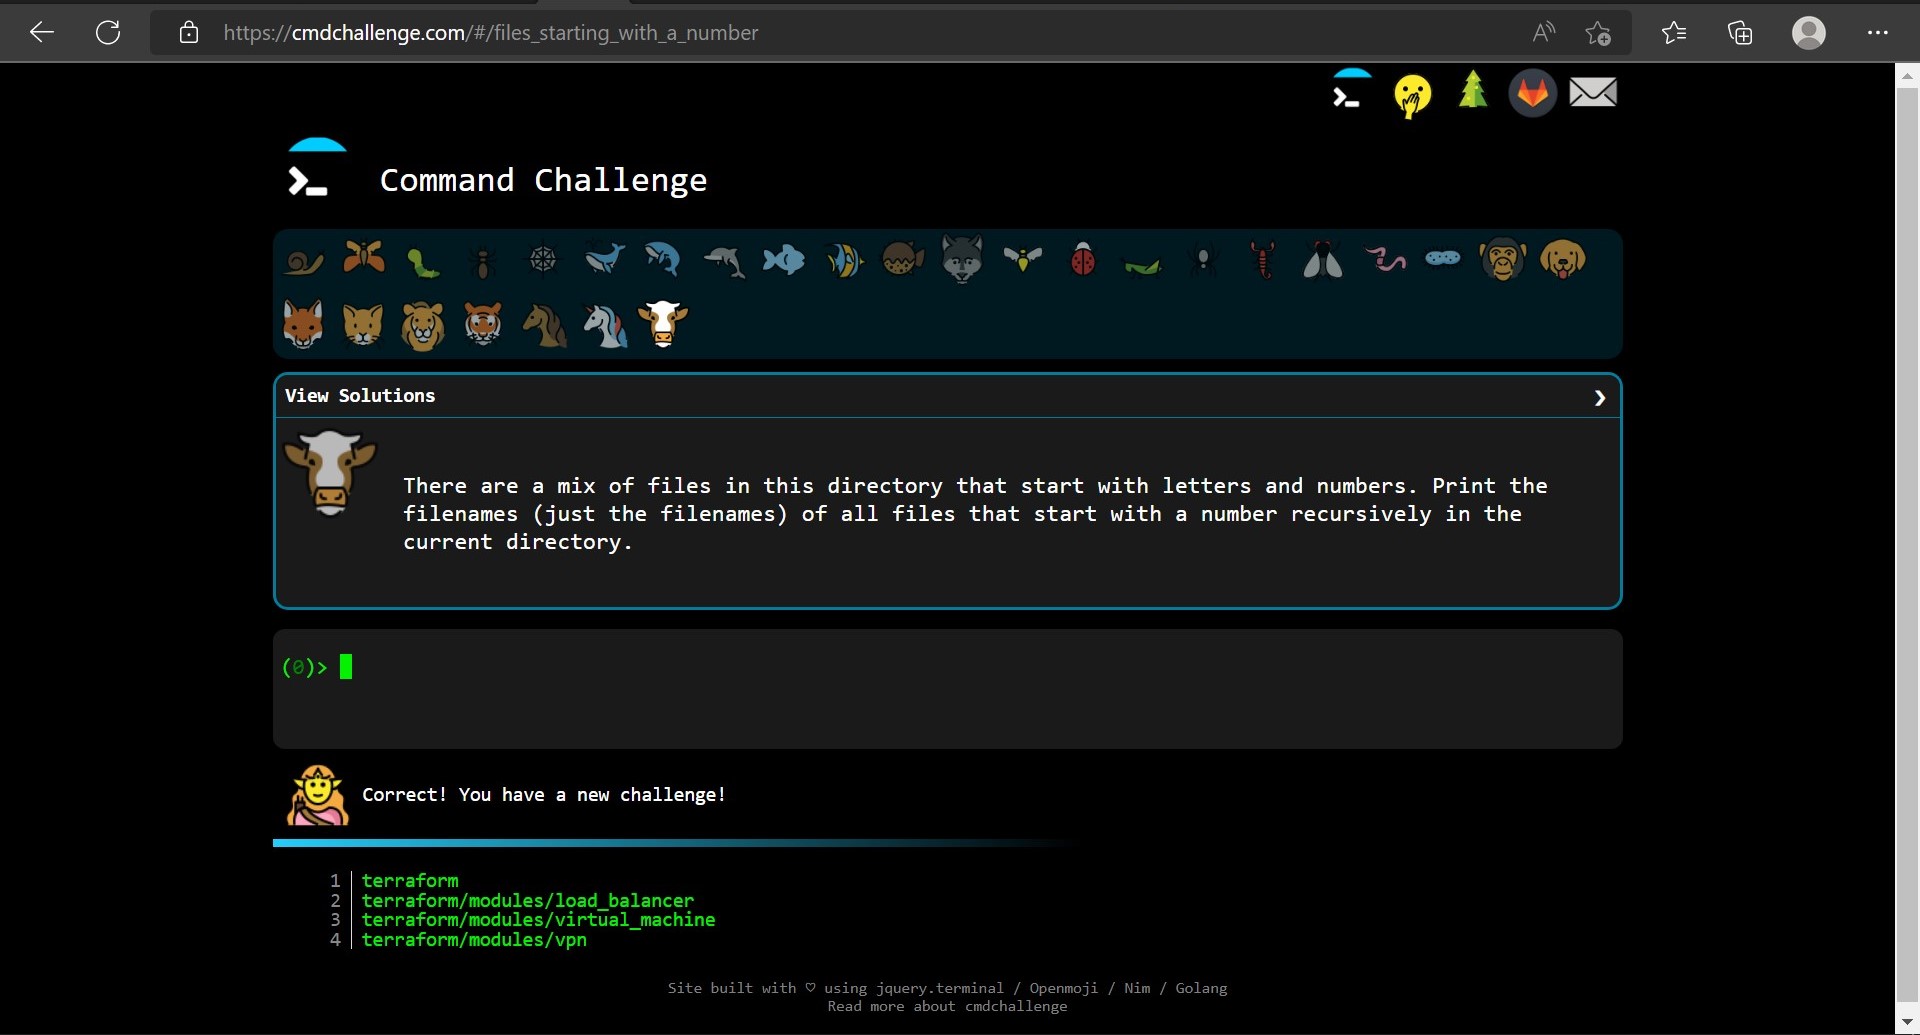 https://cmdchallenge.com/#/files_starting_with_a_number
Command Challenge
View Solutions
There are a mix of files in this directory that start with letters and numbers. Print the
filenames (just the filenames) of all files that start with a number recursively in the
current directory.
(0)>
Correct! You have a new challenge!
1 terraform
2 terraform/modules/load_balancer
3 terraform/modules/virtual_machine
4 terraform/modules/vpn
Site built with ♡ using jquery.terminal / Openmoji / Nim / Golang
Read more about cmdchallenge